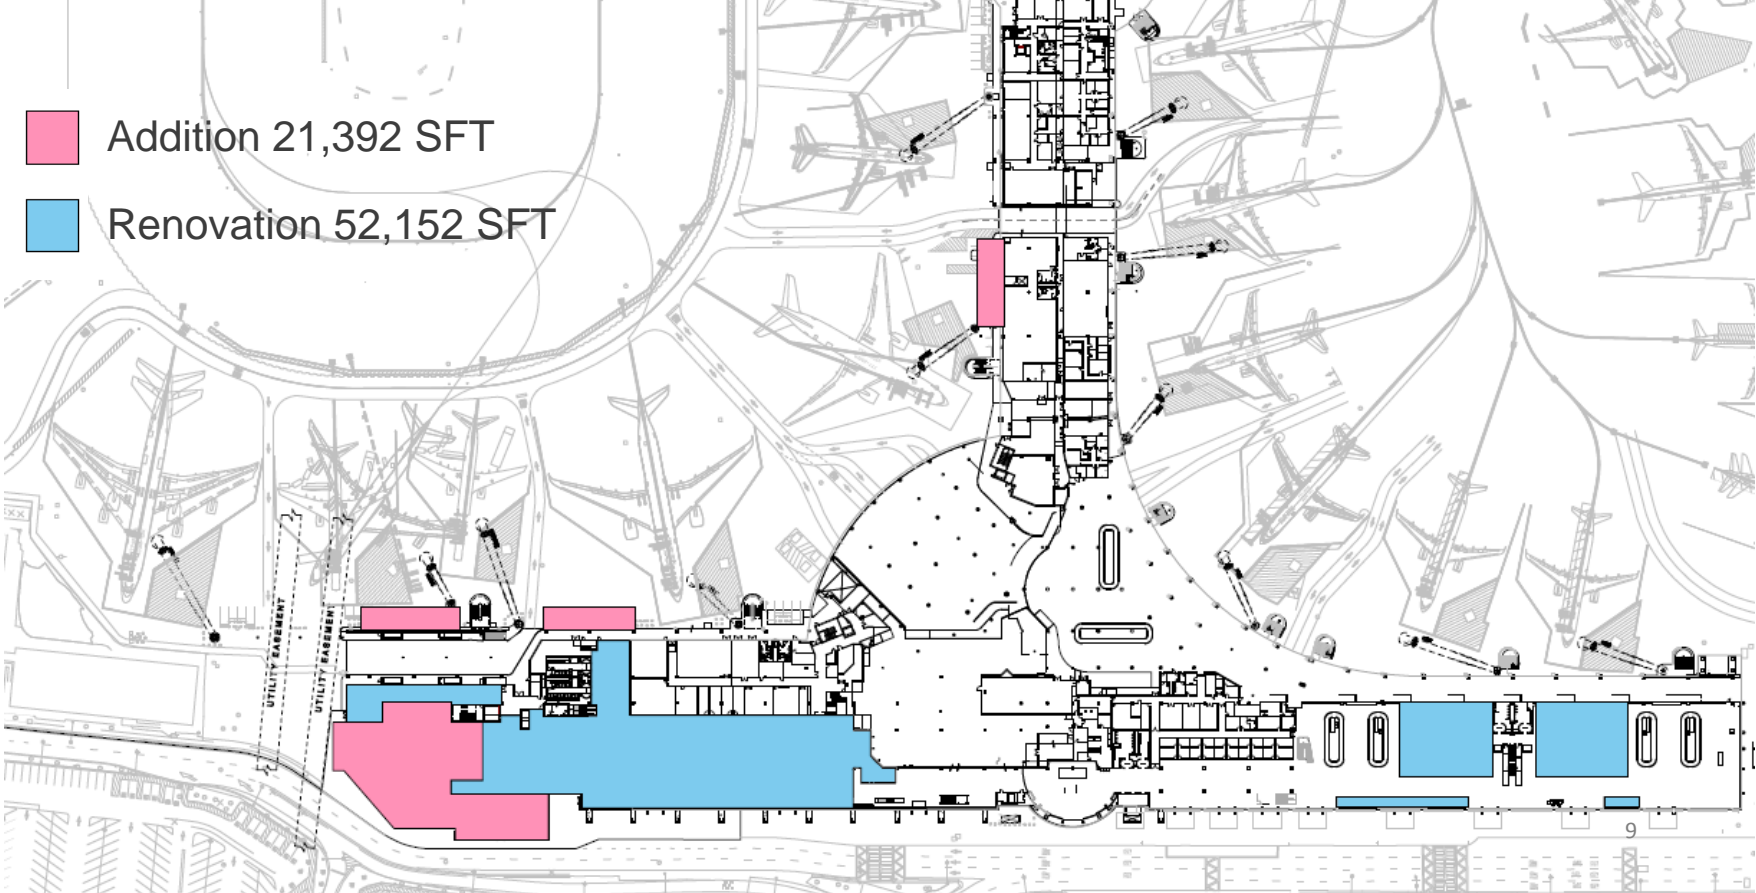 Addition 21,392 SFT
Renovation 52,152 SFT
UTILITY EASEMENT
UTILITY EASEMENT
9